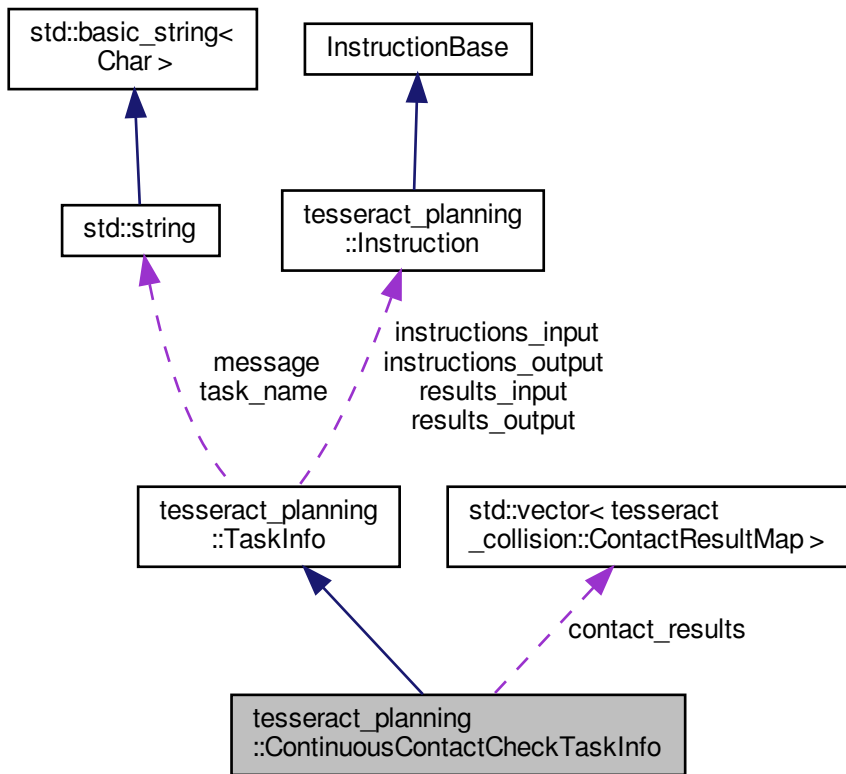 std::basic_string<
Char >
InstructionBase
std::string
tesseract_planning
::Instruction
message
task_name
instructions_input
instructions_output
results_input
results_output
tesseract_planning
::TaskInfo
std::vector< tesseract
_collision::ContactResultMap >
contact_results
tesseract_planning
::ContinuousContactCheckTaskInfo